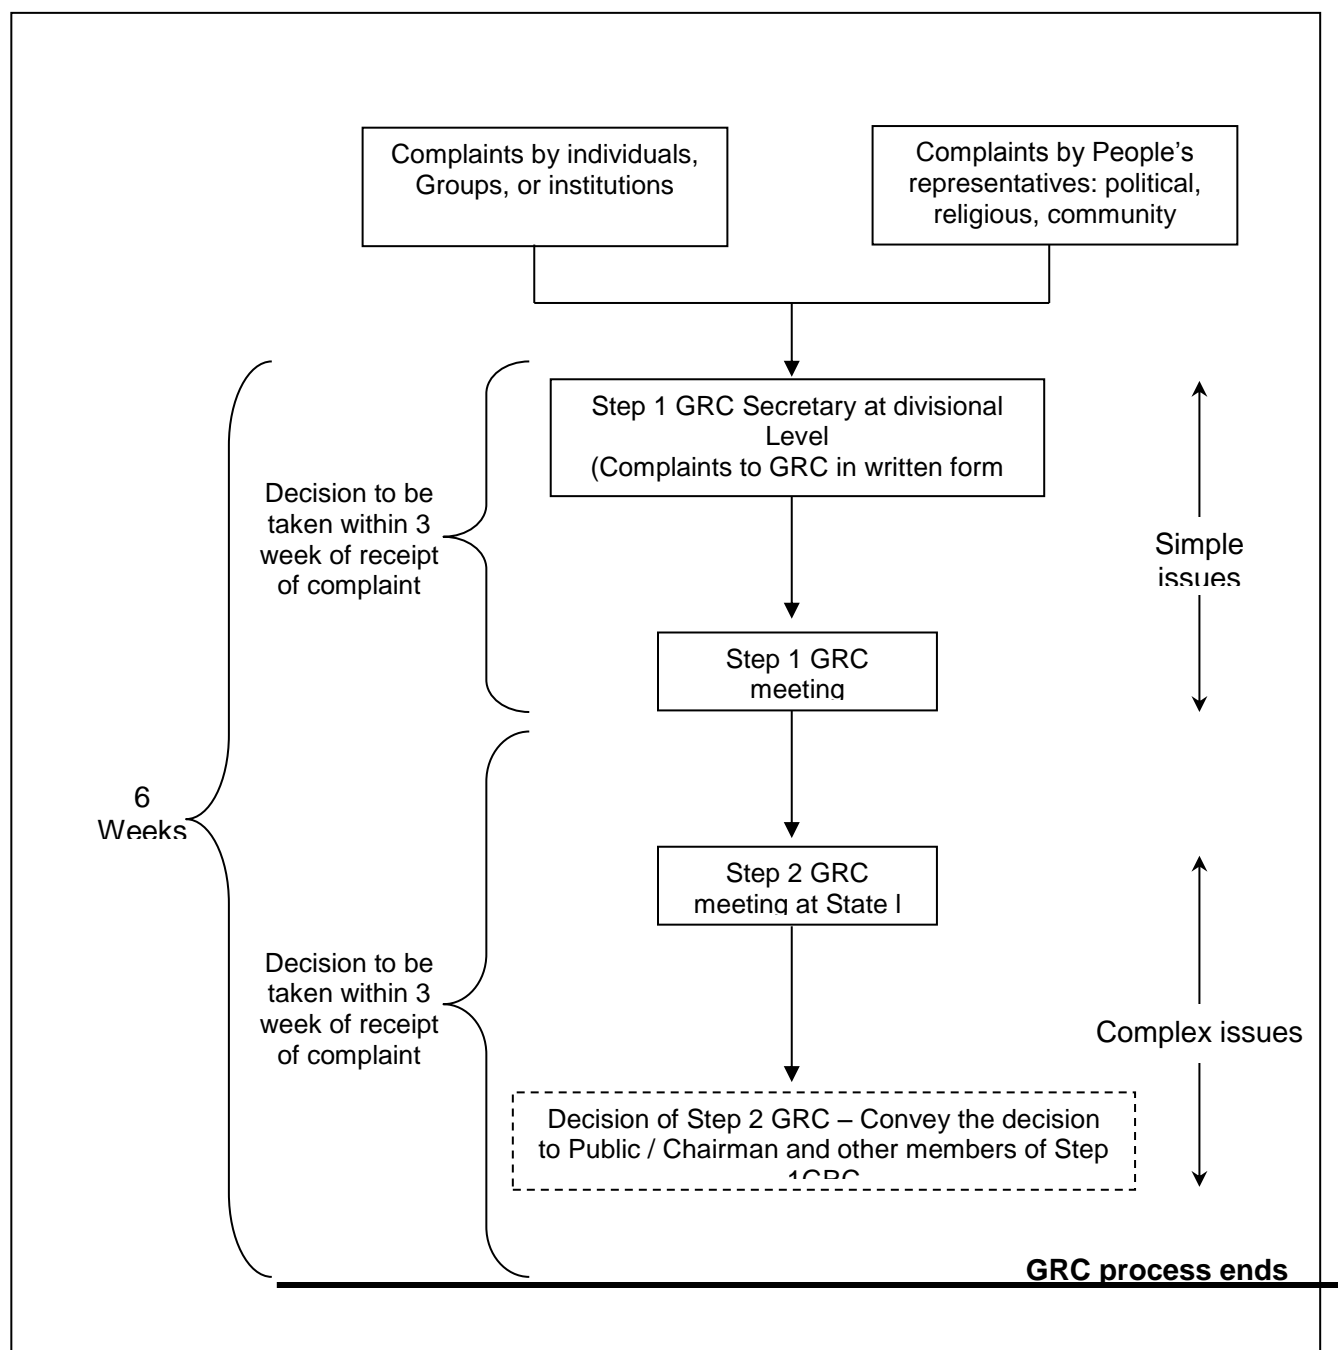 Complaints by individuals,
Groups, or institutions
Complaints by People's
representatives: political,
religious, community
Step 1 GRC Secretary at divisional
Level
(Complaints to GRC in written form
Decision to be
taken within 3
week of receipt
of complaint
Simple
issues
Step 1 GRC
meeting
6
Weeks
Step 2 GRC
meeting at State l
Decision to be
taken within 3
week of receipt
of complaint
Complex issues
Decision of Step 2 GRC – Convey the decision
to Public / Chairman and other members of Step
1GRC
GRC process ends